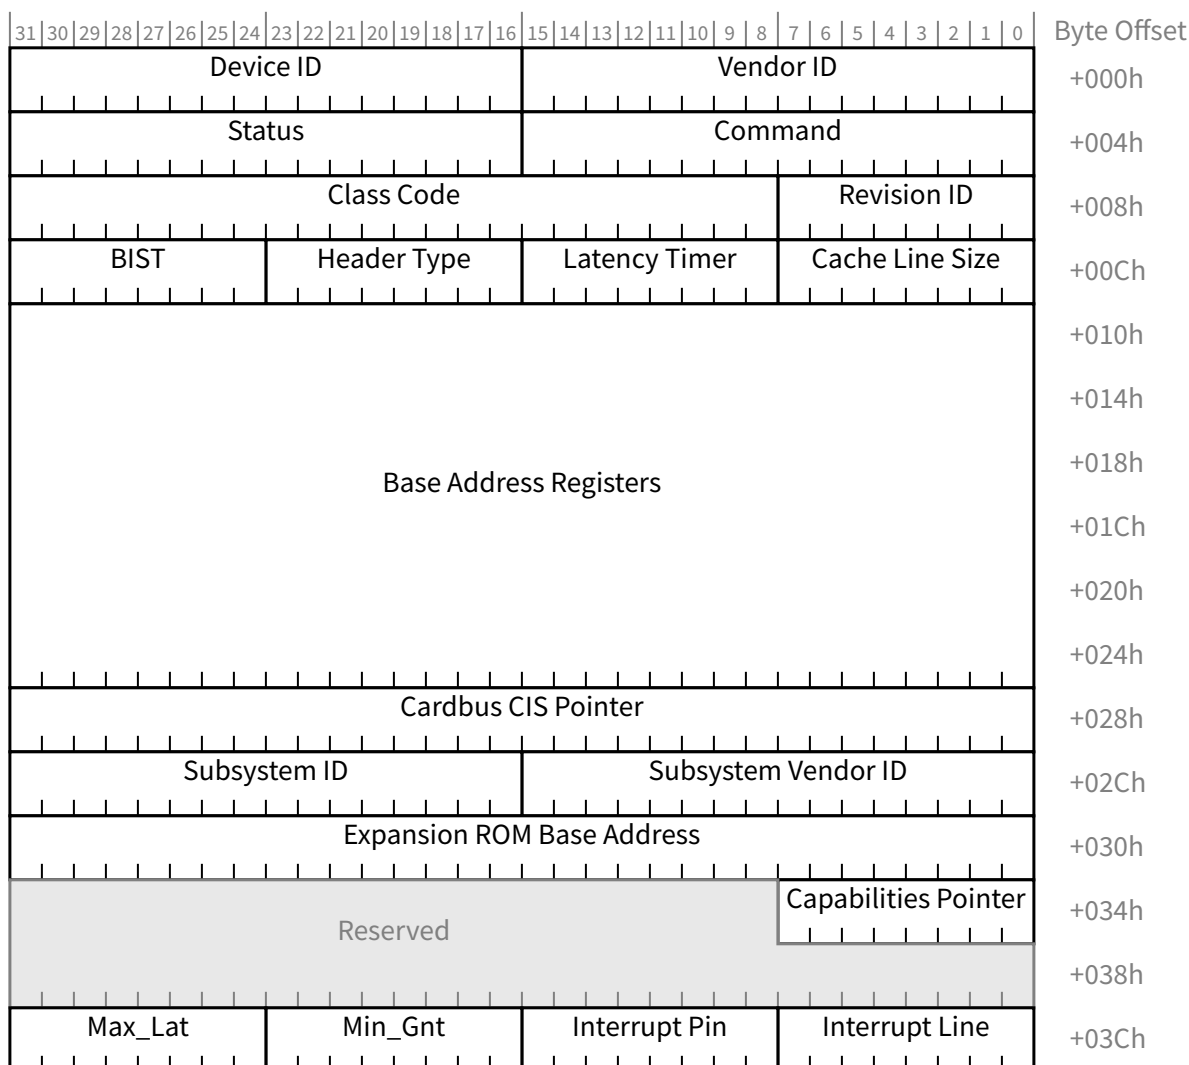 31 30 29 28 27 26 25 24 23 22 21 20 19 18 17 16 15 14 13 12 11 10 9 8 7 6 5 4 3 2 1 0 Byte Offset
Device ID Vendor ID +000h
Status Command +004h
Class Code Revision ID +008h
BIST Header Type Latency Timer Cache Line Size +00Ch
+010h
+014h
+018h
Base Address Registers
+01Ch
+020h
+024h
Cardbus CIS Pointer +028h
Subsystem ID Subsystem Vendor ID +02Ch
Expansion ROM Base Address +030h
Capabilities Pointer +034h
Reserved
+038h
Max_Lat Min_Gnt Interrupt Pin Interrupt Line +03Ch